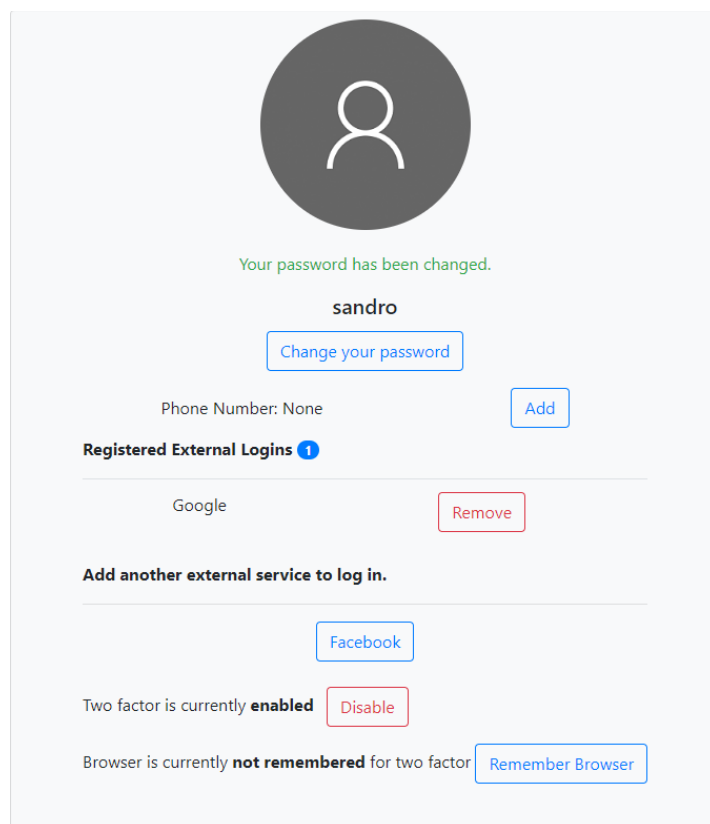 Your password has been changed.
sandro
Change your password
Phone Number: None Add
Registered External Logins 1
Google Remove
Add another external service to log in.
Facebook
Two factor is currently enabled Disable
Browser is currently not remembered for two factor Remember Browser